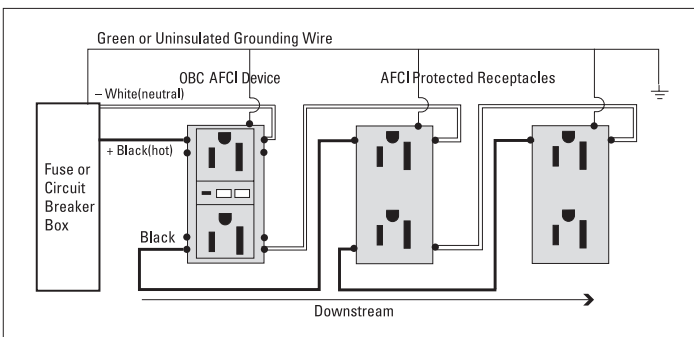 Green or Uninsulated Grounding Wire
OBC AFCI Device
AFCI Protected Receptacles
– White(neutral)
+ Black(hot)
Fuse or
Circuit
Breaker
Box
Black
Downstream